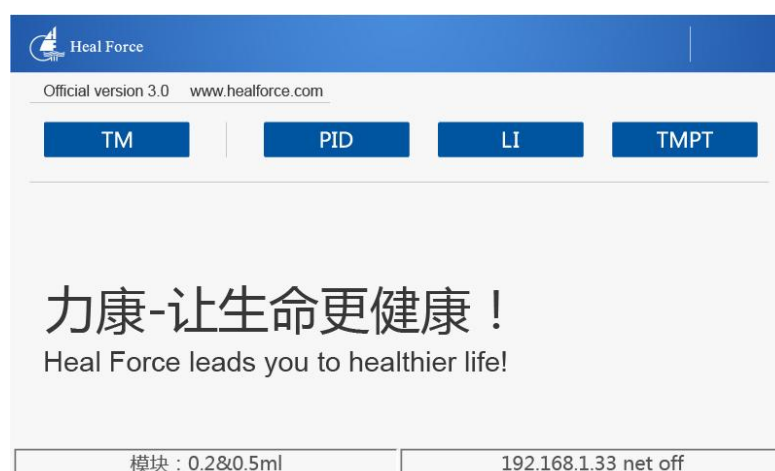 Heal Force
Official version 3.0 www.healforce.com
TM PID LI TMPT
力康-让生命更健康！
Heal Force leads you to healthier life!
模块：0.2&0.5ml 192.168.1.33 net off